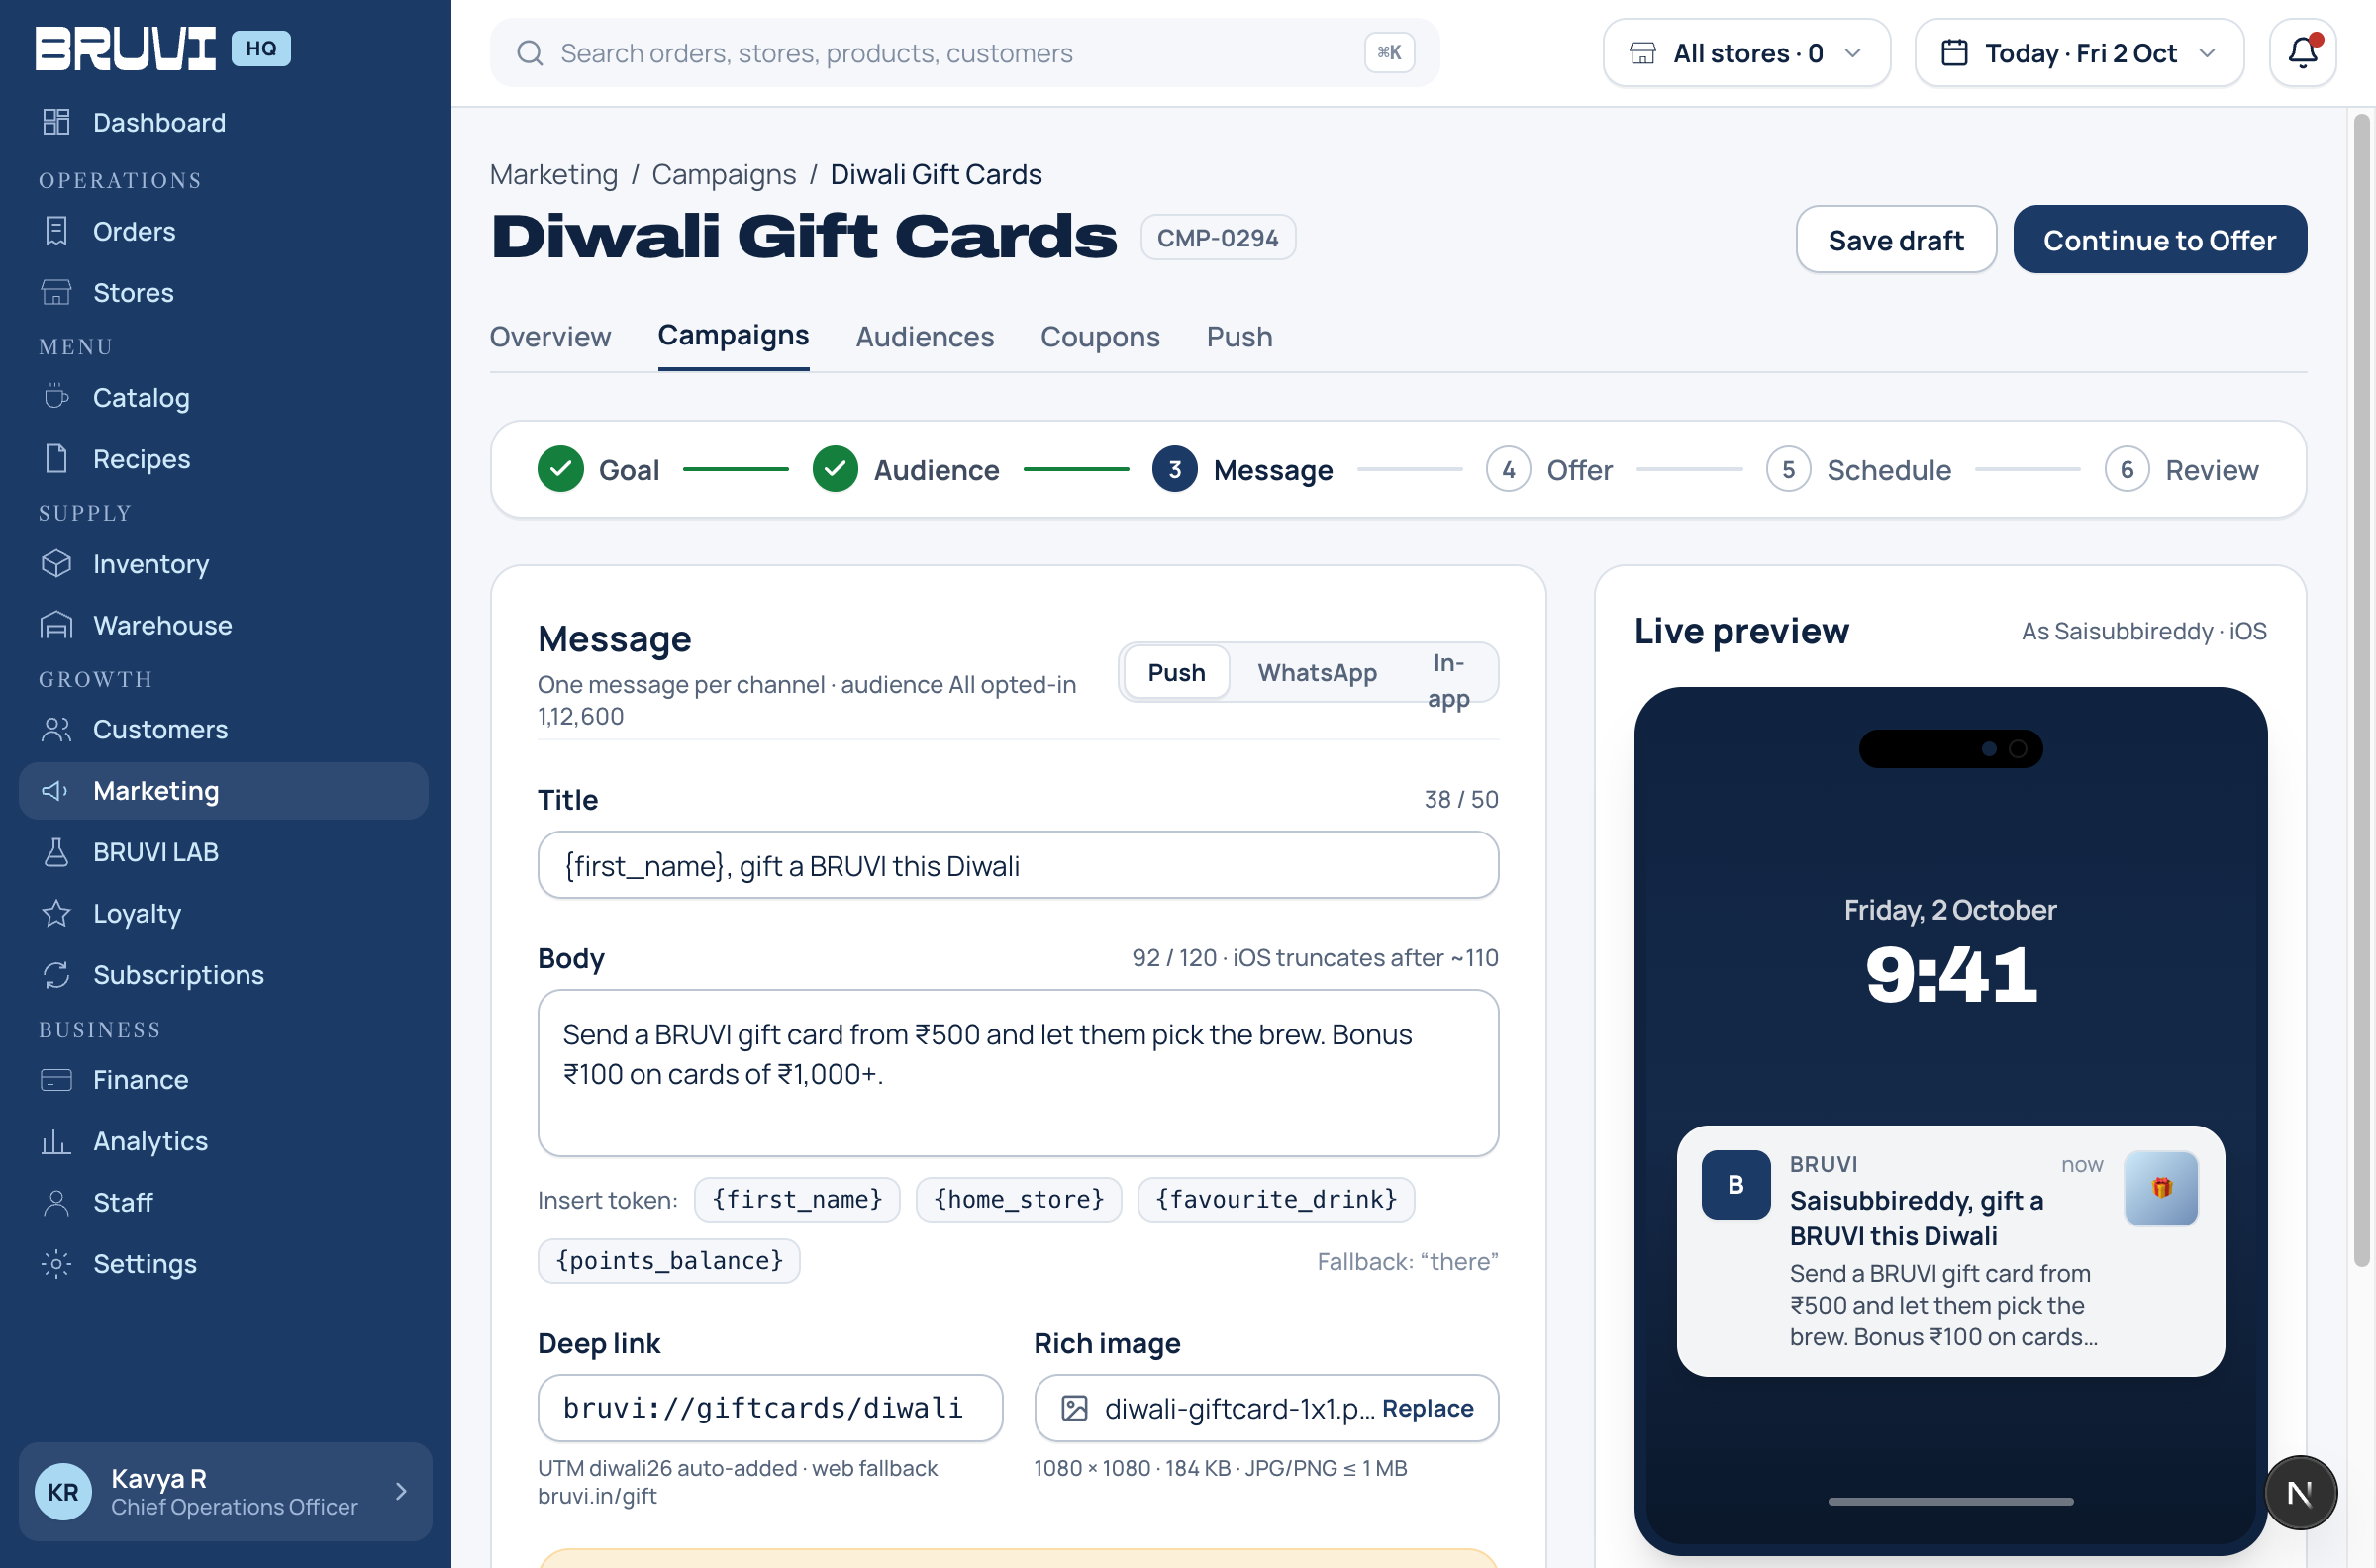 BRUVI HQ
Dashboard
OPERATIONS
Orders
Stores
MENU
Catalog
Recipes
SUPPLY
Inventory
Warehouse
GROWTH
Customers
Marketing
BRUVI LAB
Loyalty
Subscriptions
BUSINESS
Finance
Analytics
Staff
Settings
KR
Kavya R
Chief Operations Officer
Search orders, stores, products, customers ⌘K
All stores · 0
Today · Fri 2 Oct
Marketing / Campaigns / Diwali Gift Cards
Diwali Gift Cards CMP-0294
Save draft
Continue to Offer
Overview Campaigns Audiences Coupons Push
Goal Audience 3 Message 4 Offer 5 Schedule 6 Review
Message
One message per channel · audience All opted-in
1,12,600
Push WhatsApp In-
app
Title 38 / 50
{first_name}, gift a BRUVI this Diwali
Body 92 / 120 · iOS truncates after ~110
Send a BRUVI gift card from ₹500 and let them pick the brew. Bonus
₹100 on cards of ₹1,000+.
Insert token: {first_name} {home_store} {favourite_drink}
{points_balance} Fallback: “there”
Deep link
bruvi://giftcards/diwali
UTM diwali26 auto-added · web fallback
bruvi.in/gift
Rich image
diwali-giftcard-1x1.p... Replace
1080 × 1080 · 184 KB · JPG/PNG ≤ 1 MB
Live preview As Saisubbireddy · iOS
Friday, 2 October
9:41
B
BRUVI now
Saisubbireddy, gift a
BRUVI this Diwali
Send a BRUVI gift card from
₹500 and let them pick the
brew. Bonus ₹100 on cards...
N